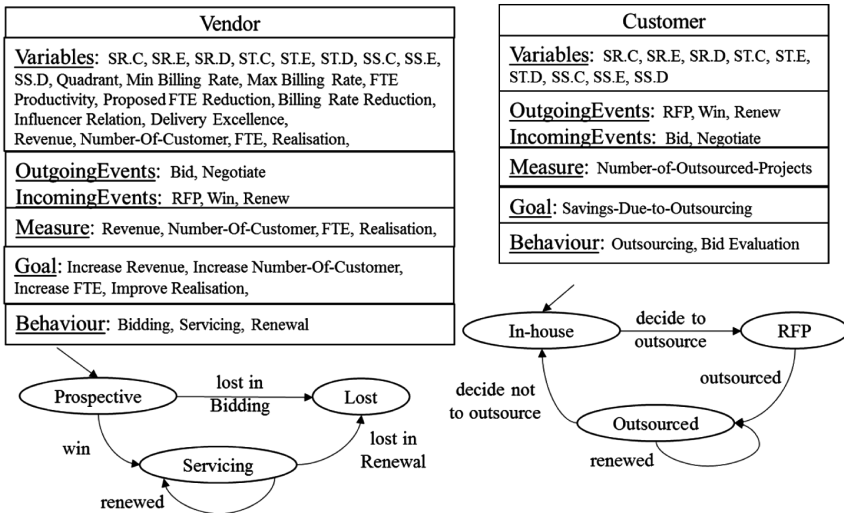 Vendor
Variables: SR.C, SR.E, SR.D, ST.C, ST.E, ST.D, SS.C, SS.E,
SS.D, Quadrant, Min Billing Rate, Max Billing Rate, FTE
Productivity, Proposed FTE Reduction, Billing Rate Reduction,
Influencer Relation, Delivery Excellence,
Revenue, Number-Of-Customer, FTE, Realisation,
OutgoingEvents: Bid, Negotiate
IncomingEvents: RFP, Win, Renew
Measure: Revenue, Number-Of-Customer, FTE, Realisation,
Goal: Increase Revenue, Increase Number-Of-Customer,
Increase FTE, Improve Realisation,
Behaviour: Bidding, Servicing, Renewal
Prospective
lost in
Bidding
Lost
win
Servicing
lost in
Renewal
renewed
Customer
Variables: SR.C, SR.E, SR.D, ST.C, ST.E,
ST.D, SS.C, SS.E, SS.D
OutgoingEvents: RFP, Win, Renew
IncomingEvents: Bid, Negotiate
Measure: Number-of-Outsourced-Projects
Goal: Savings-Due-to-Outsourcing
Behaviour: Outsourcing, Bid Evaluation
In-house
decide to
outsource
RFP
outsourced
decide not
to outsource
Outsourced
renewed